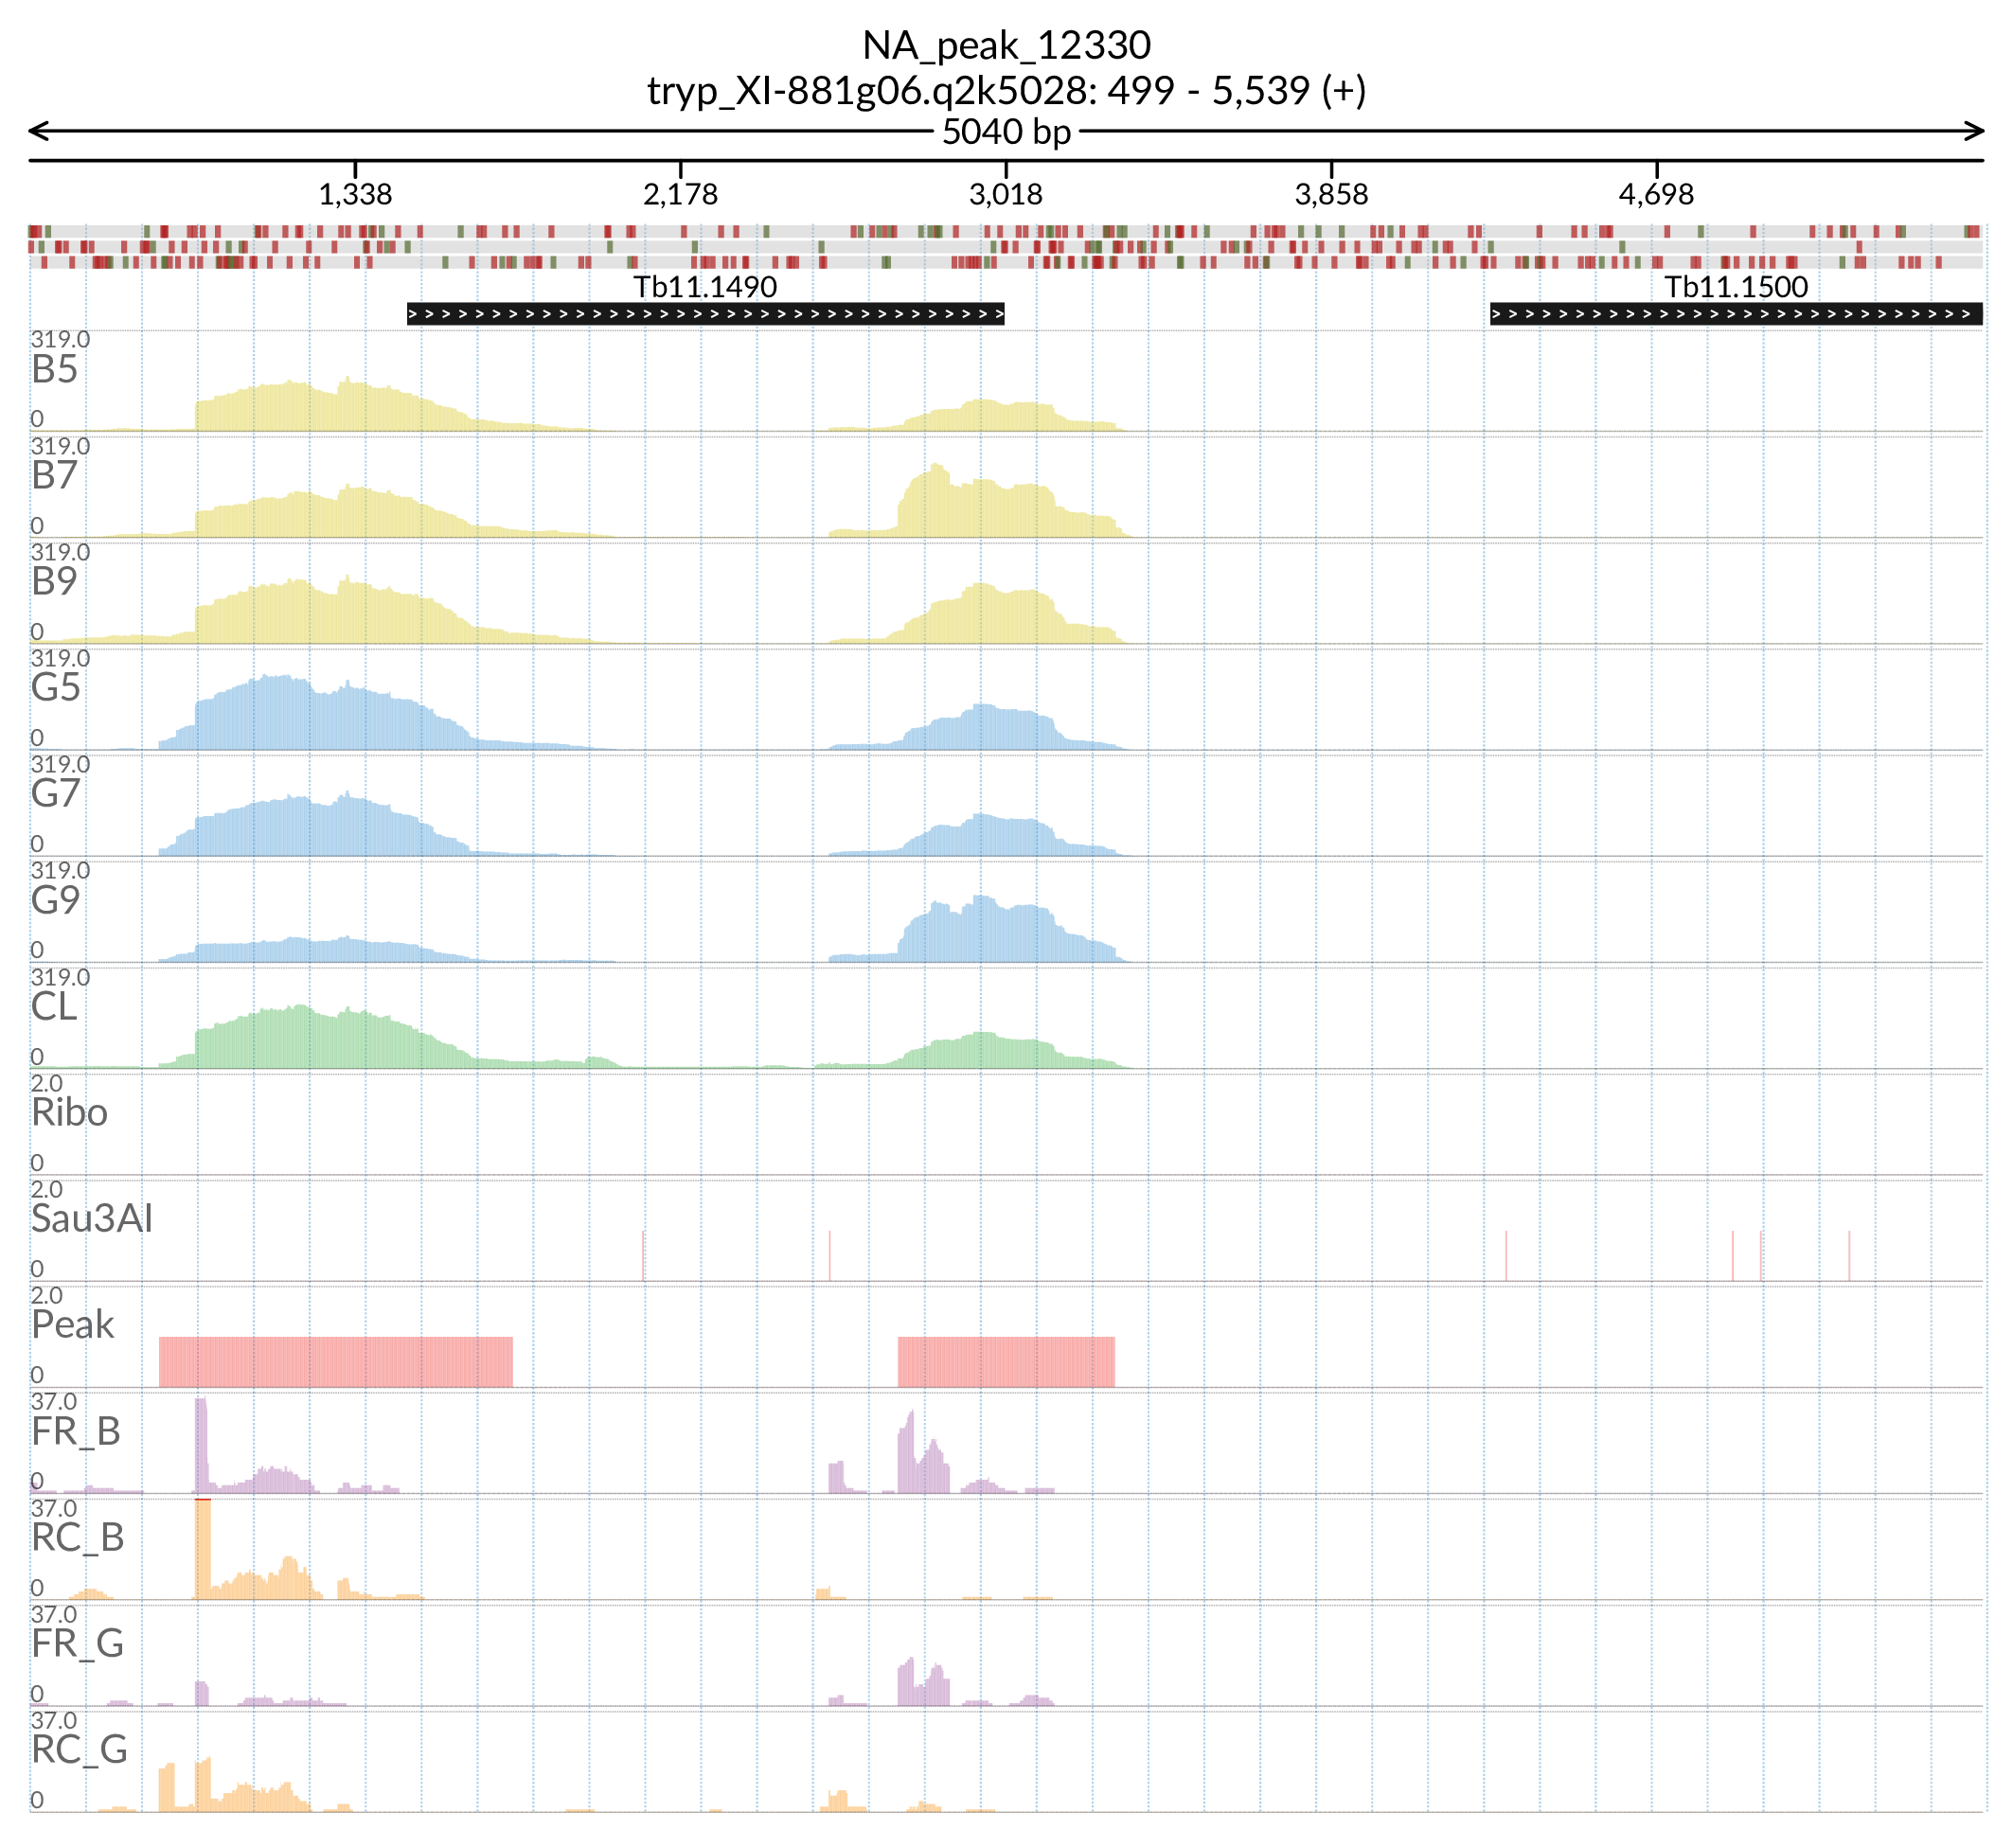 NA_peak_12330
tryp_XI-881g06.q2k5028: 499 - 5,539 (+)
5040 bp
1,338 2,178 3,018 3,858 4,698
Tb11.1490 Tb11.1500
319.0
B5
0
319.0
B7
0
319.0
B9
0
319.0
G5
0
319.0
G7
0
319.0
G9
0
319.0
CL
0
2.0
Ribo
0
2.0
Sau3AI
0
2.0
Peak
0
37.0
FR_B
0
37.0
RC_B
0
37.0
FR_G
0
37.0
RC_G
0